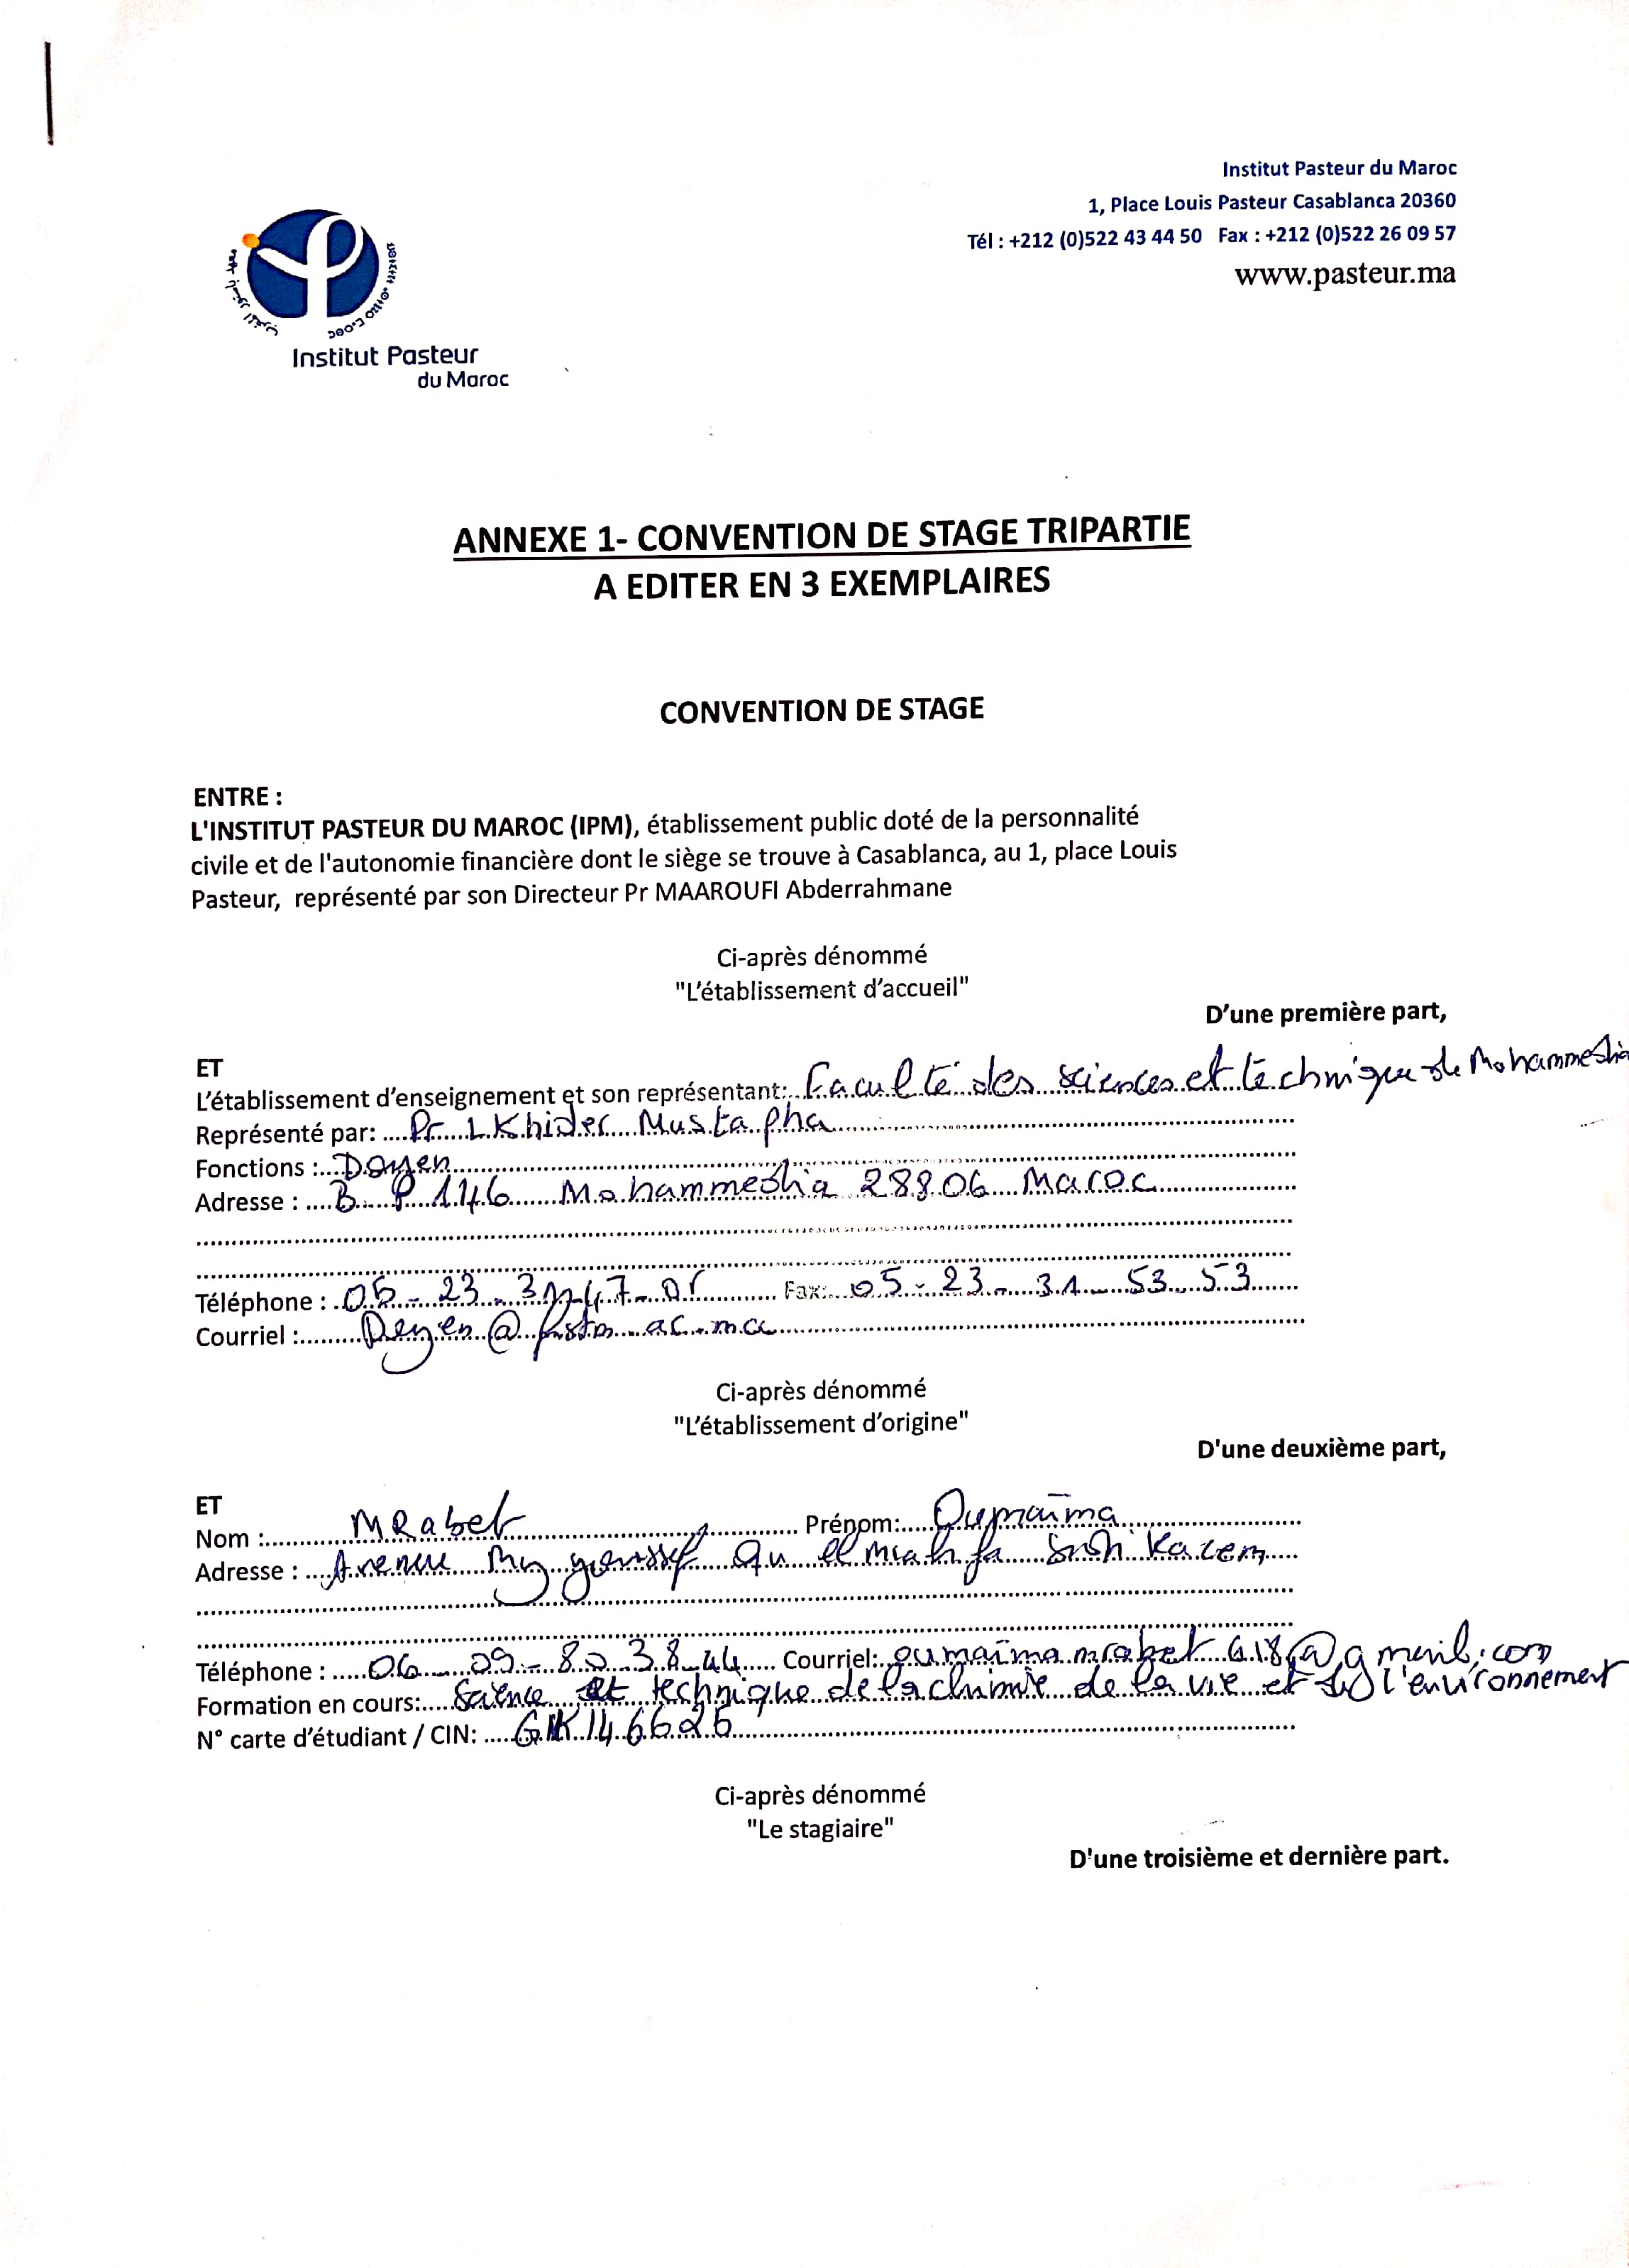 Institut Pasteur du Maroc
1, Place Louis Pasteur Casablanca 20360
Tél : +212 (0)522 43 44 50 Fax : +212 (0)522 26 09 57
www.pasteur.ma
Institut Pasteur
du Maroc
ANNEXE 1- CONVENTION DE STAGE TRIPARTIE
A EDITER EN 3 EXEMPLAIRES
CONVENTION DE STAGE
ENTRE :
L'INSTITUT PASTEUR DU MAROC (IPM), établissement public doté de la personnalité
civile et de l'autonomie financière dont le siège se trouve à Casablanca, au 1, place Louis
Pasteur, représenté par son Directeur Pr MAAROUFI Abderrahmane
Ci-après dénommé
"L'établissement d'accueil"
D'une première part,
ET
L'établissement d'enseignement et son représentant: Faculté des sciences et technique de Mohammedia
Représenté par: Pr LKhider Mustapha
Fonctions : Doyen
Adresse : B.P 146 Mohammedia 28806 Maroc
Téléphone : 05-23-31-47-05 Fax: 05-23-31-53-53
Courriel : Doyen@fstm.ac.ma
Ci-après dénommé
"L'établissement d'origine"
D'une deuxième part,
ET
Nom : MRabet Prénom: Oumaïma
Adresse : Avenue My youssef Qu el Sidi Kacem
Téléphone : 06-09-80-38-44 Courriel: oumaïma.mrabet618@gmail.com
Formation en cours: Science et technique de la chimie de la vie et de l'environnement
N° carte d'étudiant / CIN: GK146626
Ci-après dénommé
"Le stagiaire"
D'une troisième et dernière part.